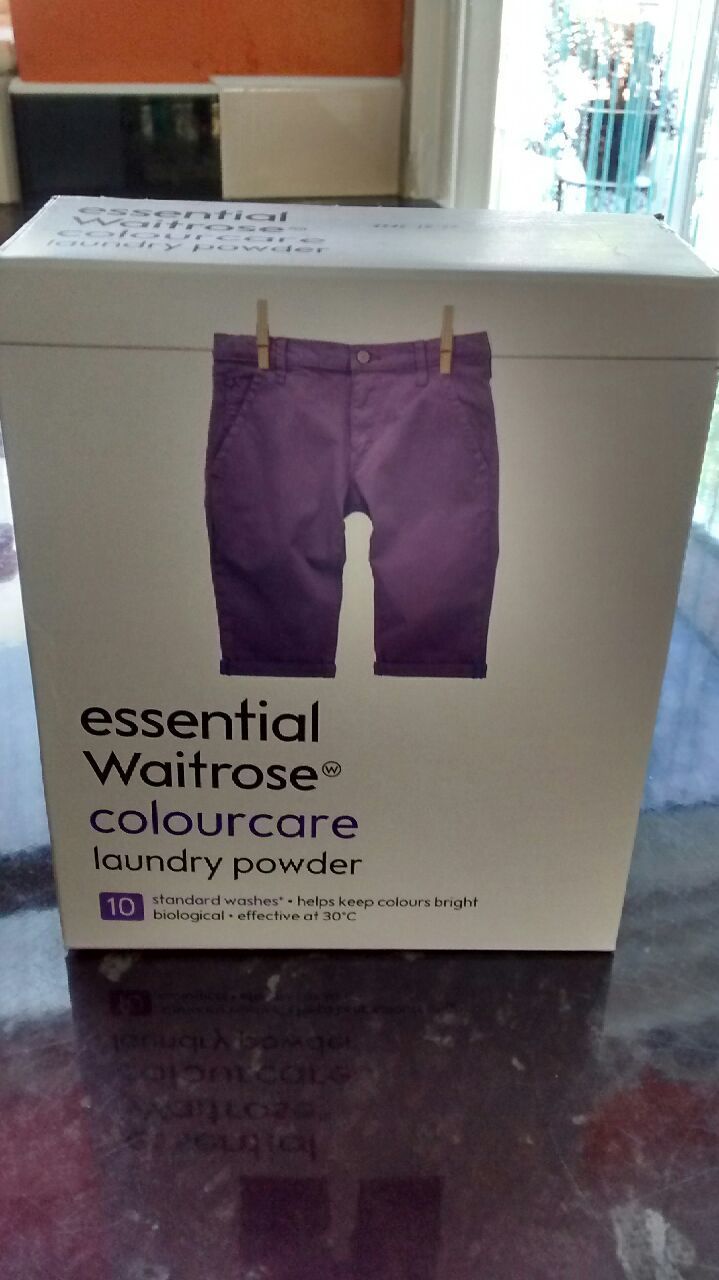 essential
Waitrose
colourcare
laundry powder
essential
Waitrose
colourcare
laundry powder
10 standard washes* • helps keep colours bright
biological • effective at 30°C